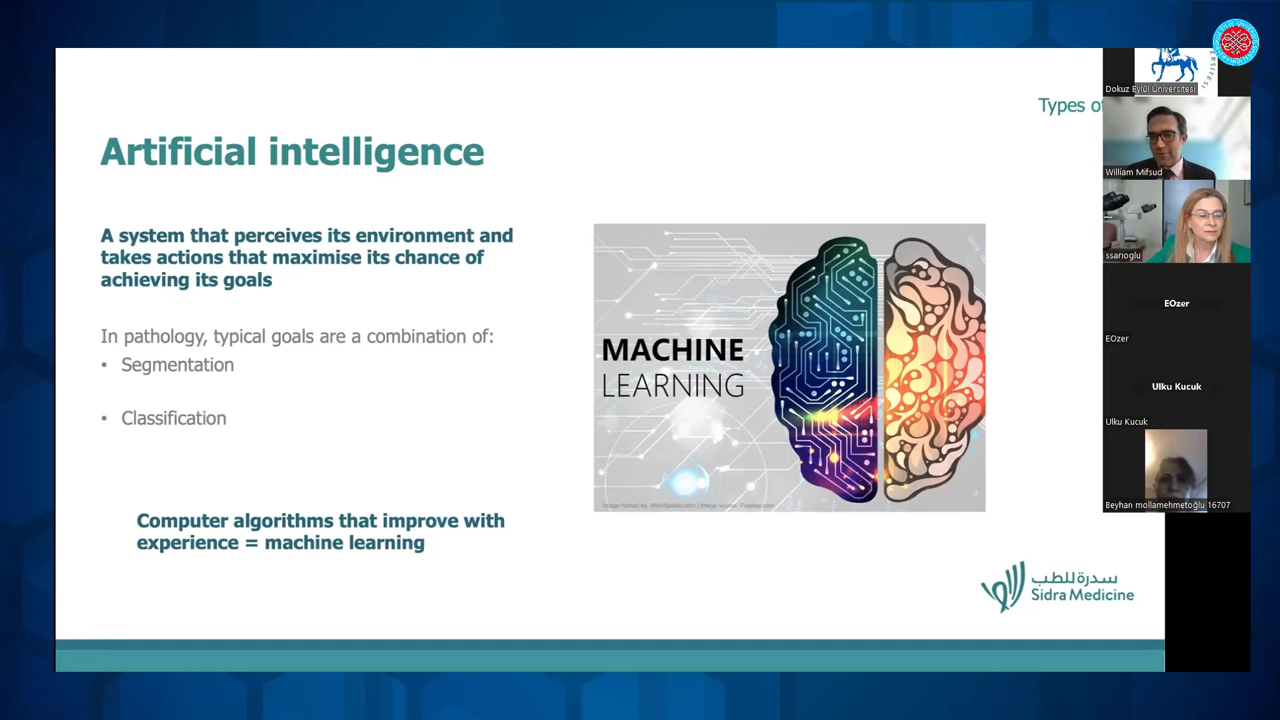 Types of
Artificial intelligence
A system that perceives its environment and
takes actions that maximise its chance of
achieving its goals
In pathology, typical goals are a combination of:
• Segmentation
• Classification
Computer algorithms that improve with
experience = machine learning
MACHINE
LEARNING
سدرة للطب
Sidra Medicine
Dokuz Eylül Üniversitesi
William Mifsud
ssarıoglu
EOzer
EOzer
Ulku Kucuk
Ulku Kucuk
Beyhan mollamehmetoğlu 16707